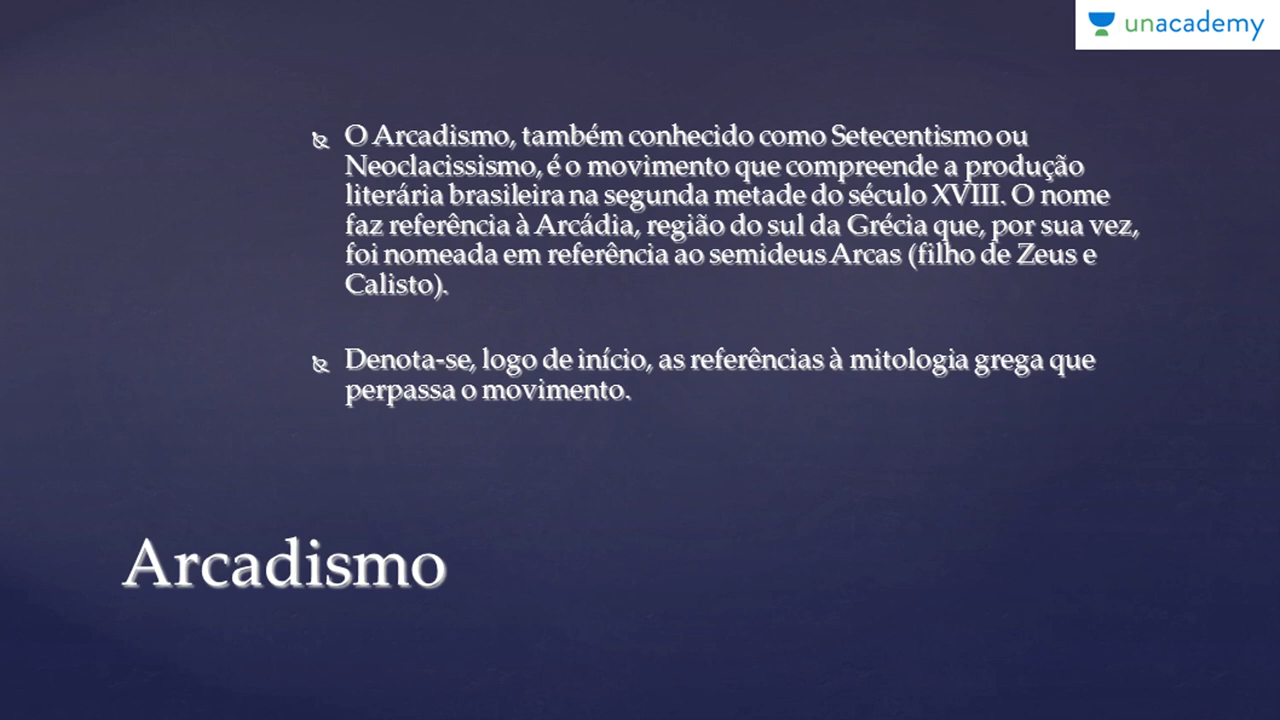 unacademy
O Arcadismo, também conhecido como Setecentismo ou
Neoclacissismo, é o movimento que compreende a produção
literária brasileira na segunda metade do século XVIII. O nome
faz referência à Arcádia, região do sul da Grécia que, por sua vez,
foi nomeada em referência ao semideus Arcas (filho de Zeus e
Calisto).
Denota-se, logo de início, as referências à mitologia grega que
perpassa o movimento.
Arcadismo